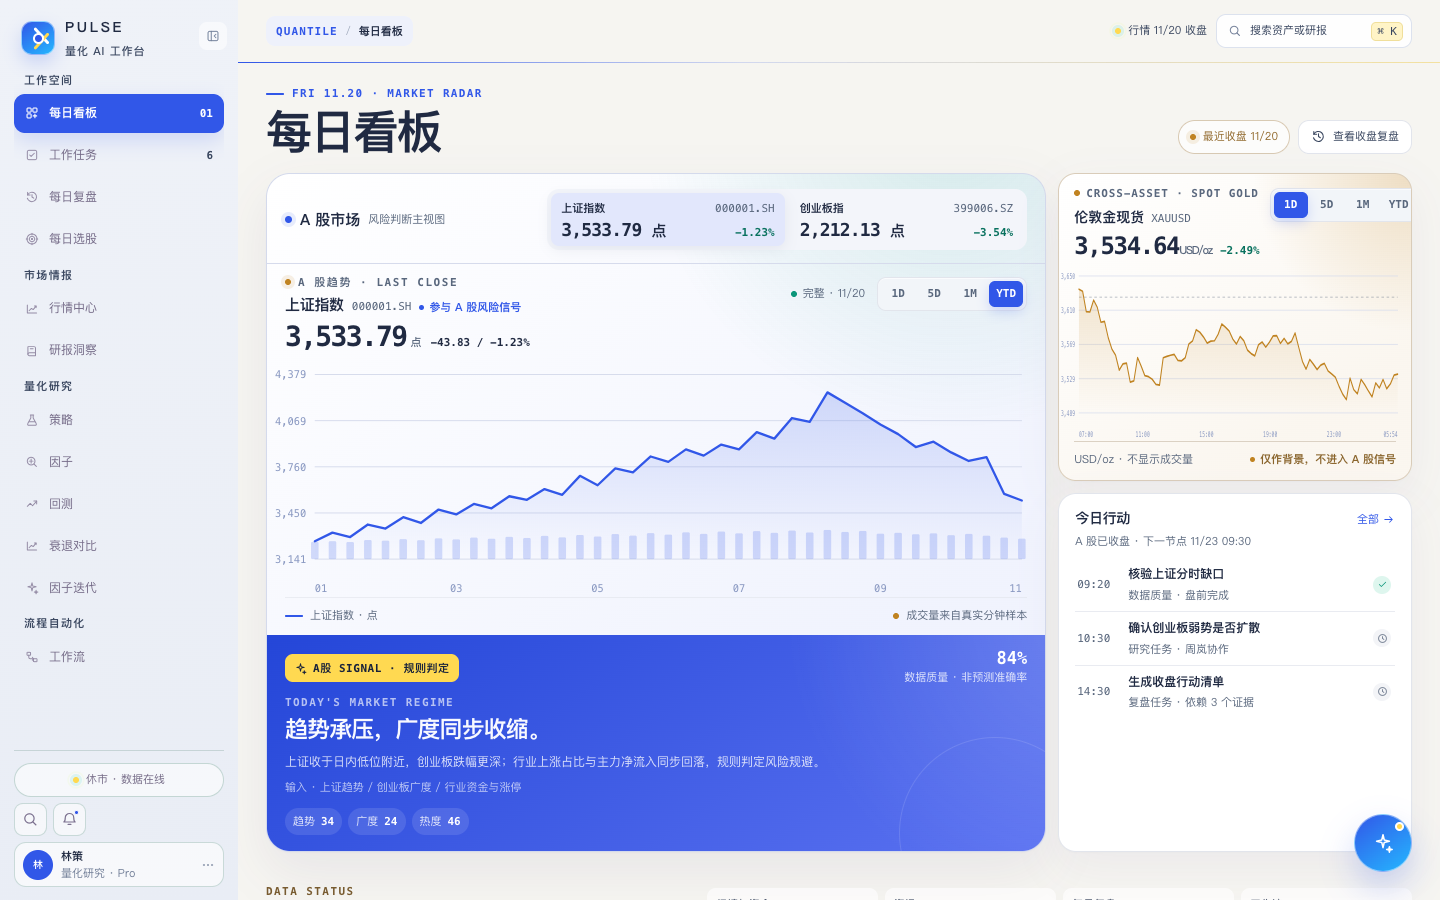 PULSE
量化 AI 工作台
工作空间
每日看板 01
工作任务 6
每日复盘
每日选股
市场情报
行情中心
研报洞察
量化研究
策略
因子
回测
衰退对比
因子迭代
流程自动化
工作流
休市 · 数据在线
林 林策
量化研究 · Pro
QUANTILE / 每日看板
行情 11/20 收盘
搜索资产或研报 ⌘ K
FRI 11.20 · MARKET RADAR
每日看板
最近收盘 11/20
查看收盘复盘
A 股市场 风险判断主视图
上证指数 000001.SH
3,533.79 点 −1.23%
创业板指 399006.SZ
2,212.13 点 −3.54%
A 股趋势 · LAST CLOSE
上证指数 000001.SH 参与 A 股风险信号
3,533.79 点 −43.83 / −1.23%
完整 · 11/20
1D 5D 1M YTD
4,379
4,069
3,760
3,450
3,141
01 03 05 07 09 11
上证指数 · 点
成交量来自真实分钟样本
A股 SIGNAL · 规则判定
84%
数据质量 · 非预测准确率
TODAY'S MARKET REGIME
趋势承压，广度同步收缩。
上证收于日内低位附近，创业板跌幅更深；行业上涨占比与主力净流入同步回落，规则判定风险规避。
输入 · 上证趋势 / 创业板广度 / 行业资金与涨停
趋势 34 广度 24 热度 46
CROSS-ASSET · SPOT GOLD
伦敦金现货 XAUUSD
1D 5D 1M YTD
3,534.64 USD/oz −2.49%
3,650
3,610
3,569
3,529
3,489
07:00 11:00 15:00 19:00 23:00 05:54
USD/oz · 不显示成交量
仅作背景，不进入 A 股信号
今日行动 全部 →
A 股已收盘 · 下一节点 11/23 09:30
09:20 核验上证分时缺口
数据质量 · 盘前完成
10:30 确认创业板弱势是否扩散
研究任务 · 周岚协作
14:30 生成收盘行动清单
复盘任务 · 依赖 3 个证据
DATA STATUS